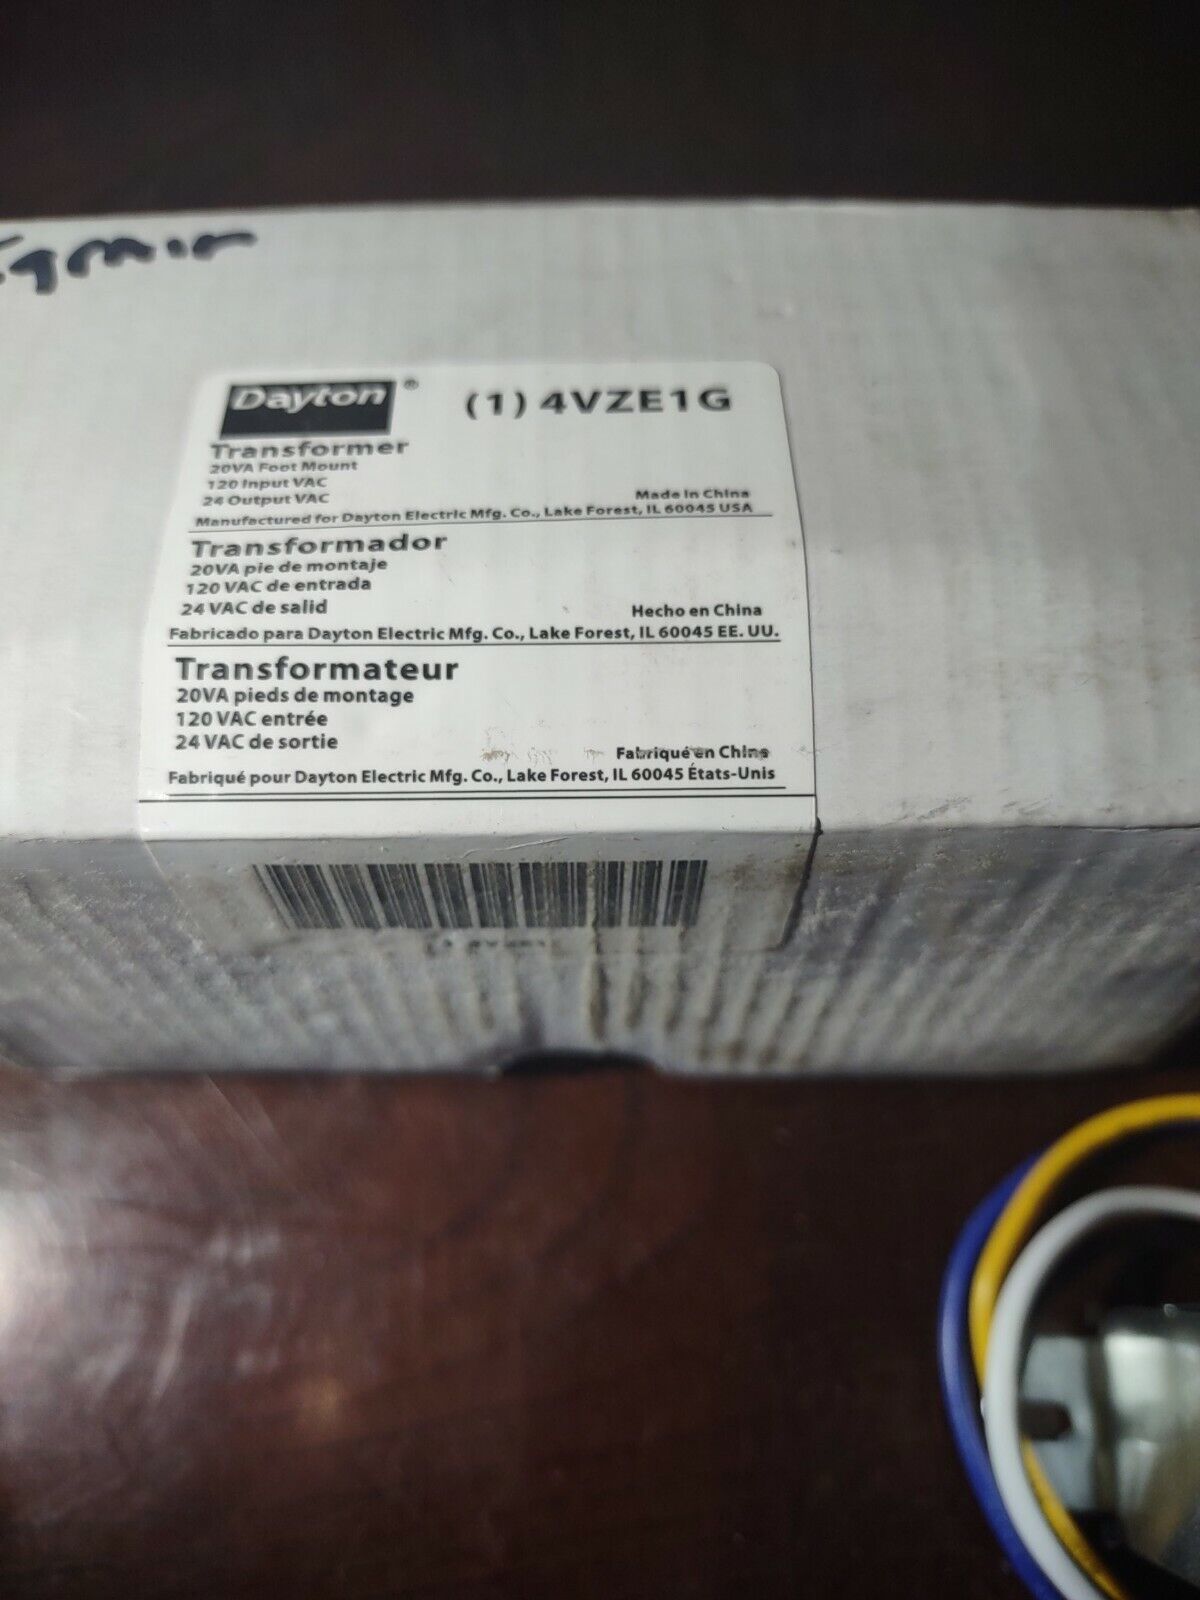 Dayton® (1) 4VZE1G
Transformer
20VA Foot Mount
120 Input VAC
24 Output VAC Made in China
Manufactured for Dayton Electric Mfg. Co., Lake Forest, IL 60045 USA
Transformador
20VA pie de montaje
120 VAC de entrada
24 VAC de salid Hecho en China
Fabricado para Dayton Electric Mfg. Co., Lake Forest, IL 60045 EE. UU.
Transformateur
20VA pieds de montage
120 VAC entrée
24 VAC de sortie Fabriqué en Chine
Fabriqué pour Dayton Electric Mfg. Co., Lake Forest, IL 60045 États-Unis